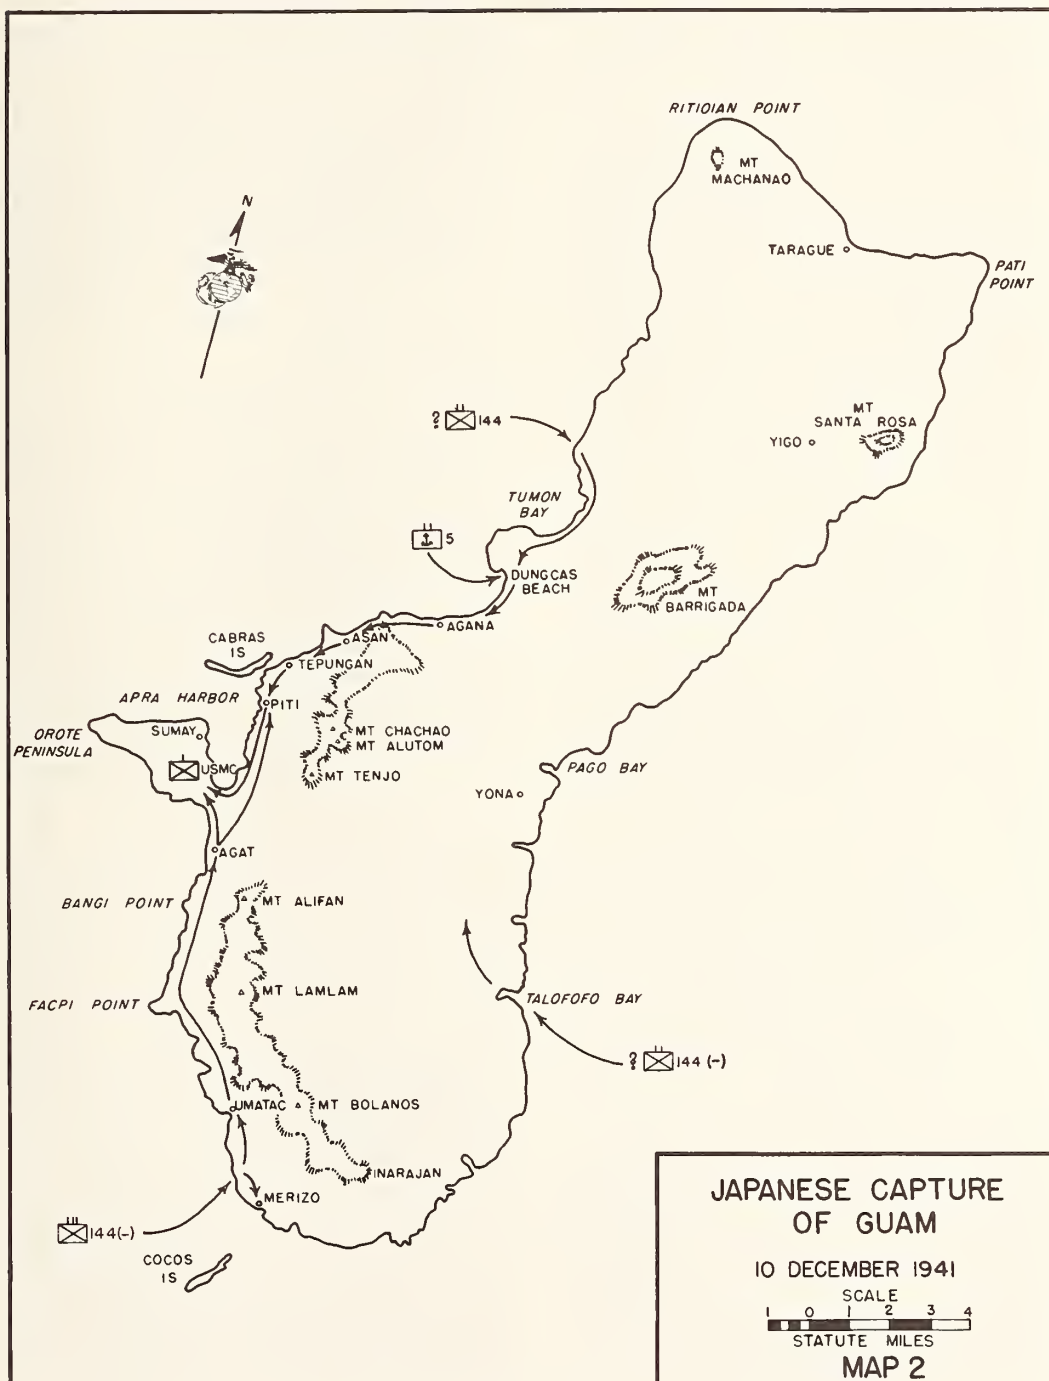 RITIDIAN POINT
MT
MACHANAO
N
TARAGUE
PATI
POINT
? 144
MT
SANTA ROSA
YIGO
TUMON
BAY
5
DUNGCAS
BEACH
MT
BARRIGADA
AGANA
ASAN
CABRAS
IS
TEPUNGAN
APRA HARBOR
PITI
OROTE
PENINSULA
SUMAY
MT CHACHAO
MT ALUTOM
USMC
MT TENJO
PAGO BAY
YONA
AGAT
BANGI POINT
MT ALIFAN
FACPI POINT
MT LAMLAM
TALOFOFO BAY
? 144 (-)
UMATAC
MT BOLANOS
INARAJAN
MERIZO
144(-)
COCOS
IS
JAPANESE CAPTURE
OF GUAM
10 DECEMBER 1941
SCALE
1 0 1 2 3 4
STATUTE MILES
MAP 2